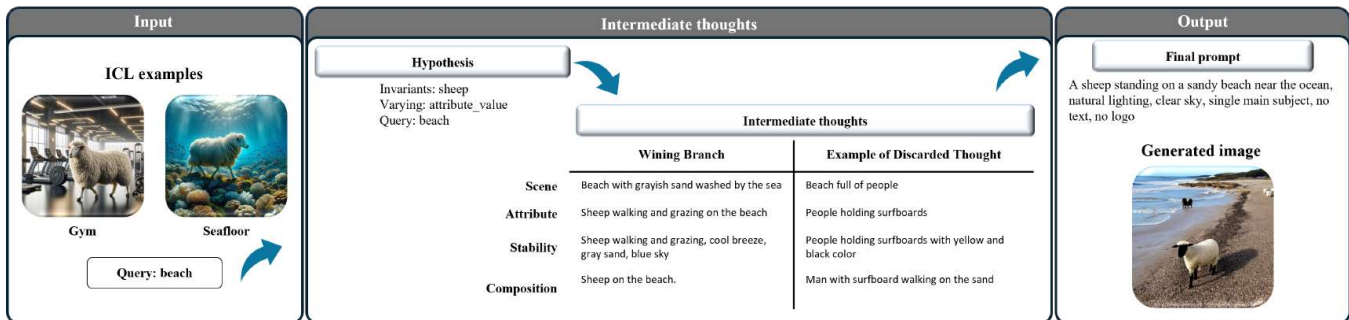 Input
ICL examples
Gym
Seafloor
Query: beach
Intermediate thoughts
Hypothesis
Invariants: sheep
Varying: attribute_value
Query: beach
Intermediate thoughts
Wining Branch
Example of Discarded Thought
Scene
Beach with grayish sand washed by the sea
Beach full of people
Attribute
Sheep walking and grazing on the beach
People holding surfboards
Stability
Sheep walking and grazing, cool breeze,
gray sand, blue sky
People holding surfboards with yellow and
black color
Composition
Sheep on the beach.
Man with surfboard walking on the sand
Output
Final prompt
A sheep standing on a sandy beach near the ocean,
natural lighting, clear sky, single main subject, no
text, no logo
Generated image